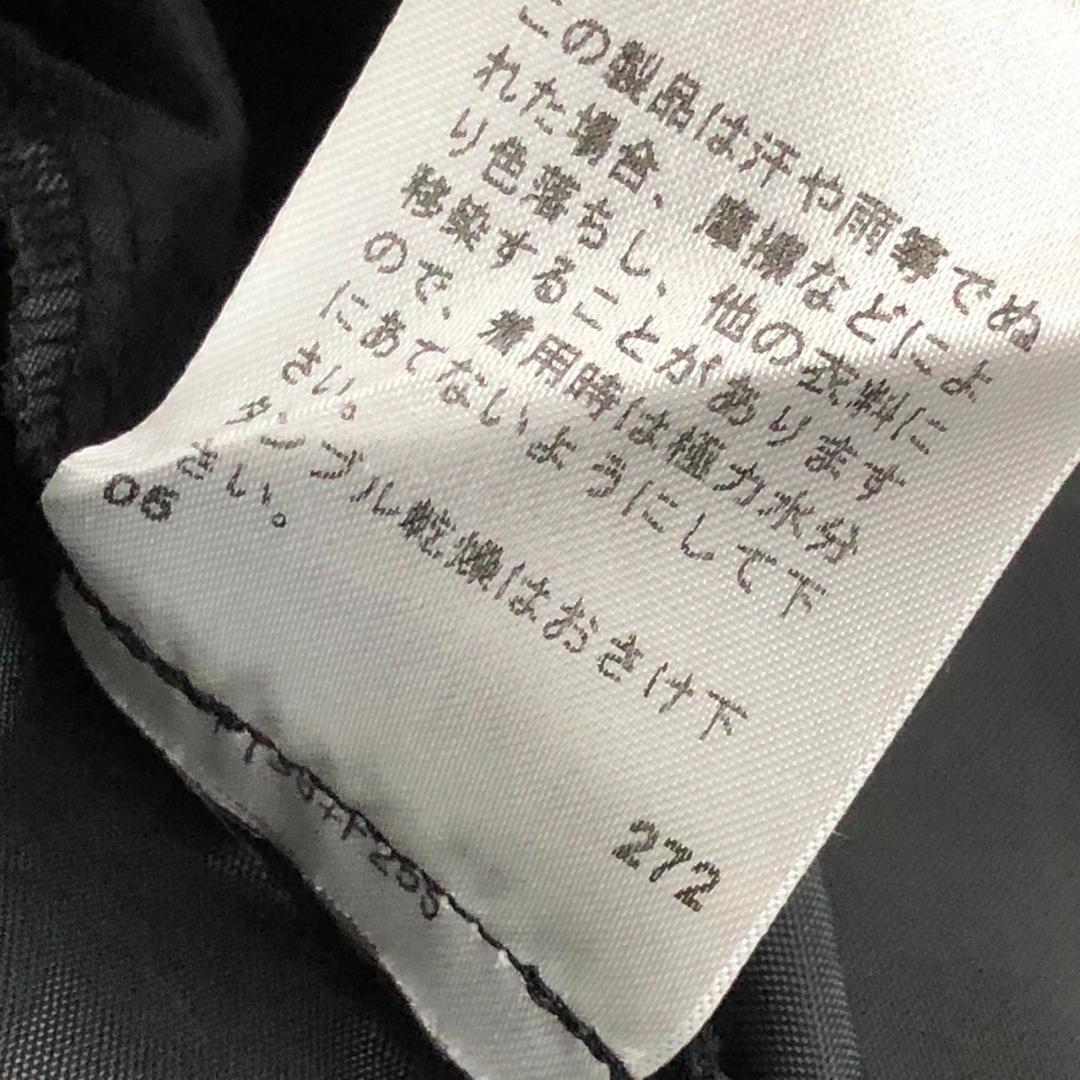 この製品は汗や雨等でぬ
れた場合、摩擦などによ
り色落ちし、他の衣料に
移染することがあります
ので、着用時は極力水分
にあてないようにして下
さい。
タンブル乾燥はおさけ下
さい。
05
272